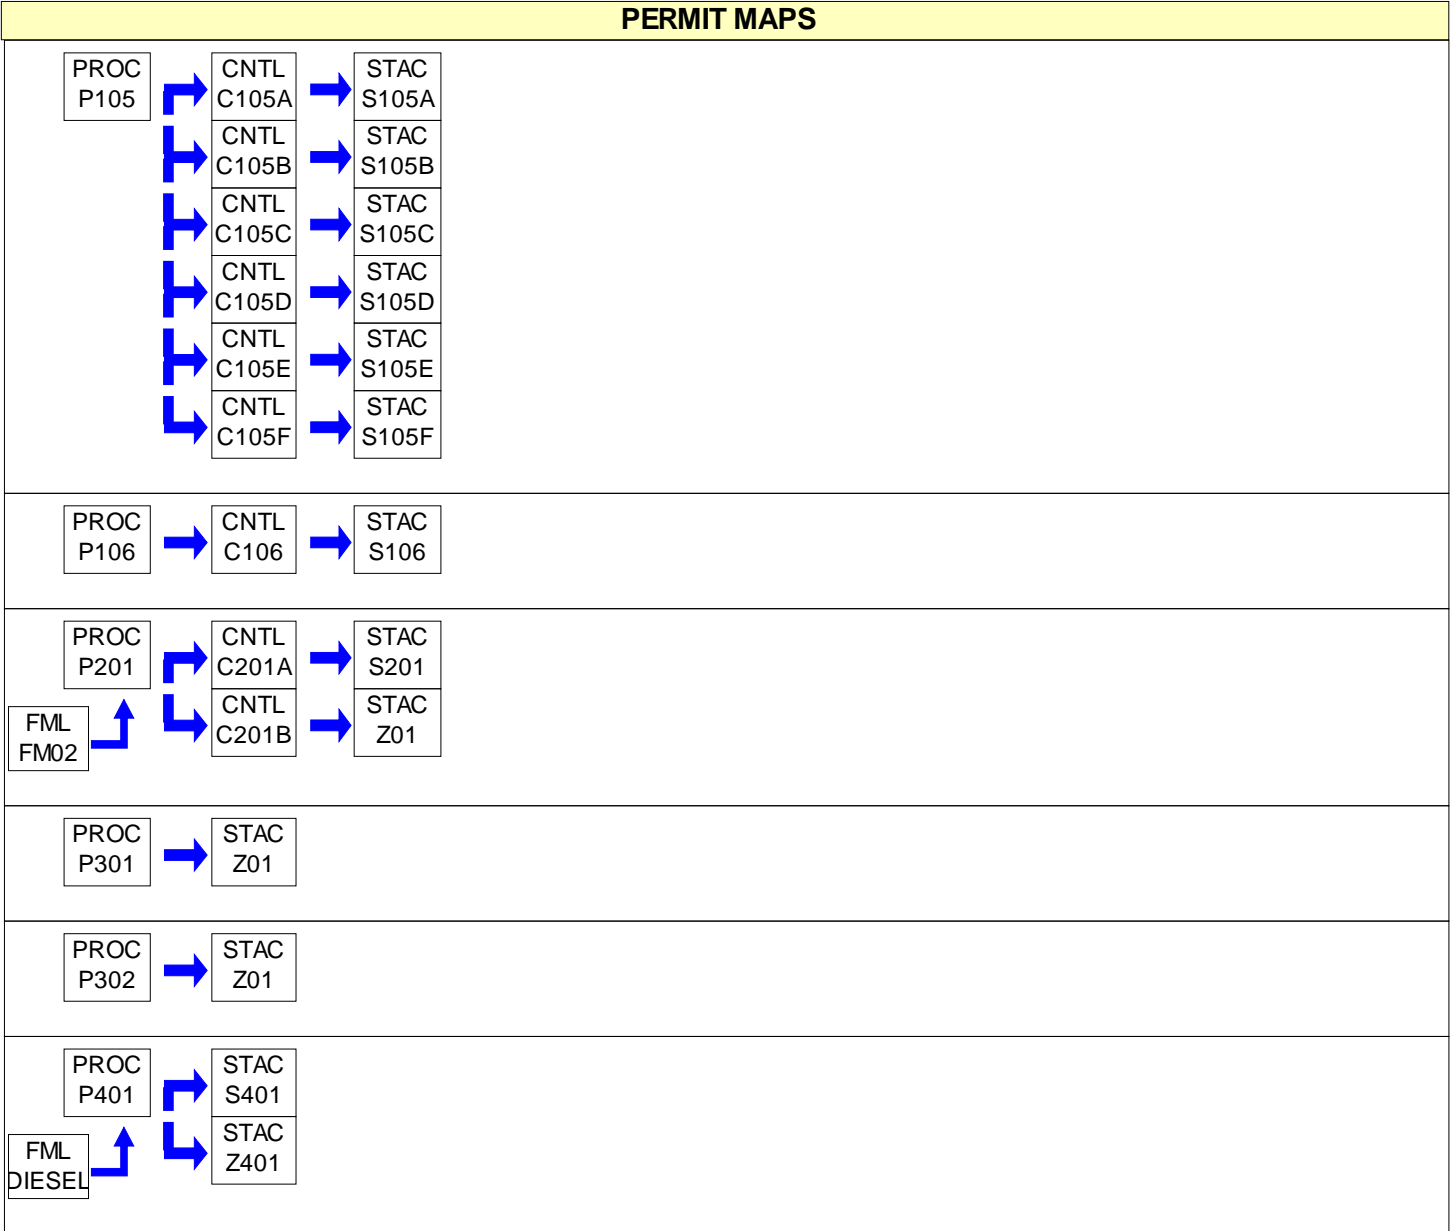 PERMIT MAPS
PROC
P105
CNTL
C105A
STAC
S105A
CNTL
C105B
STAC
S105B
CNTL
C105C
STAC
S105C
CNTL
C105D
STAC
S105D
CNTL
C105E
STAC
S105E
CNTL
C105F
STAC
S105F
PROC
P106
CNTL
C106
STAC
S106
PROC
P201
CNTL
C201A
STAC
S201
FML
FM02
CNTL
C201B
STAC
Z01
PROC
P301
STAC
Z01
PROC
P302
STAC
Z01
PROC
P401
STAC
S401
FML
DIESEL
STAC
Z401